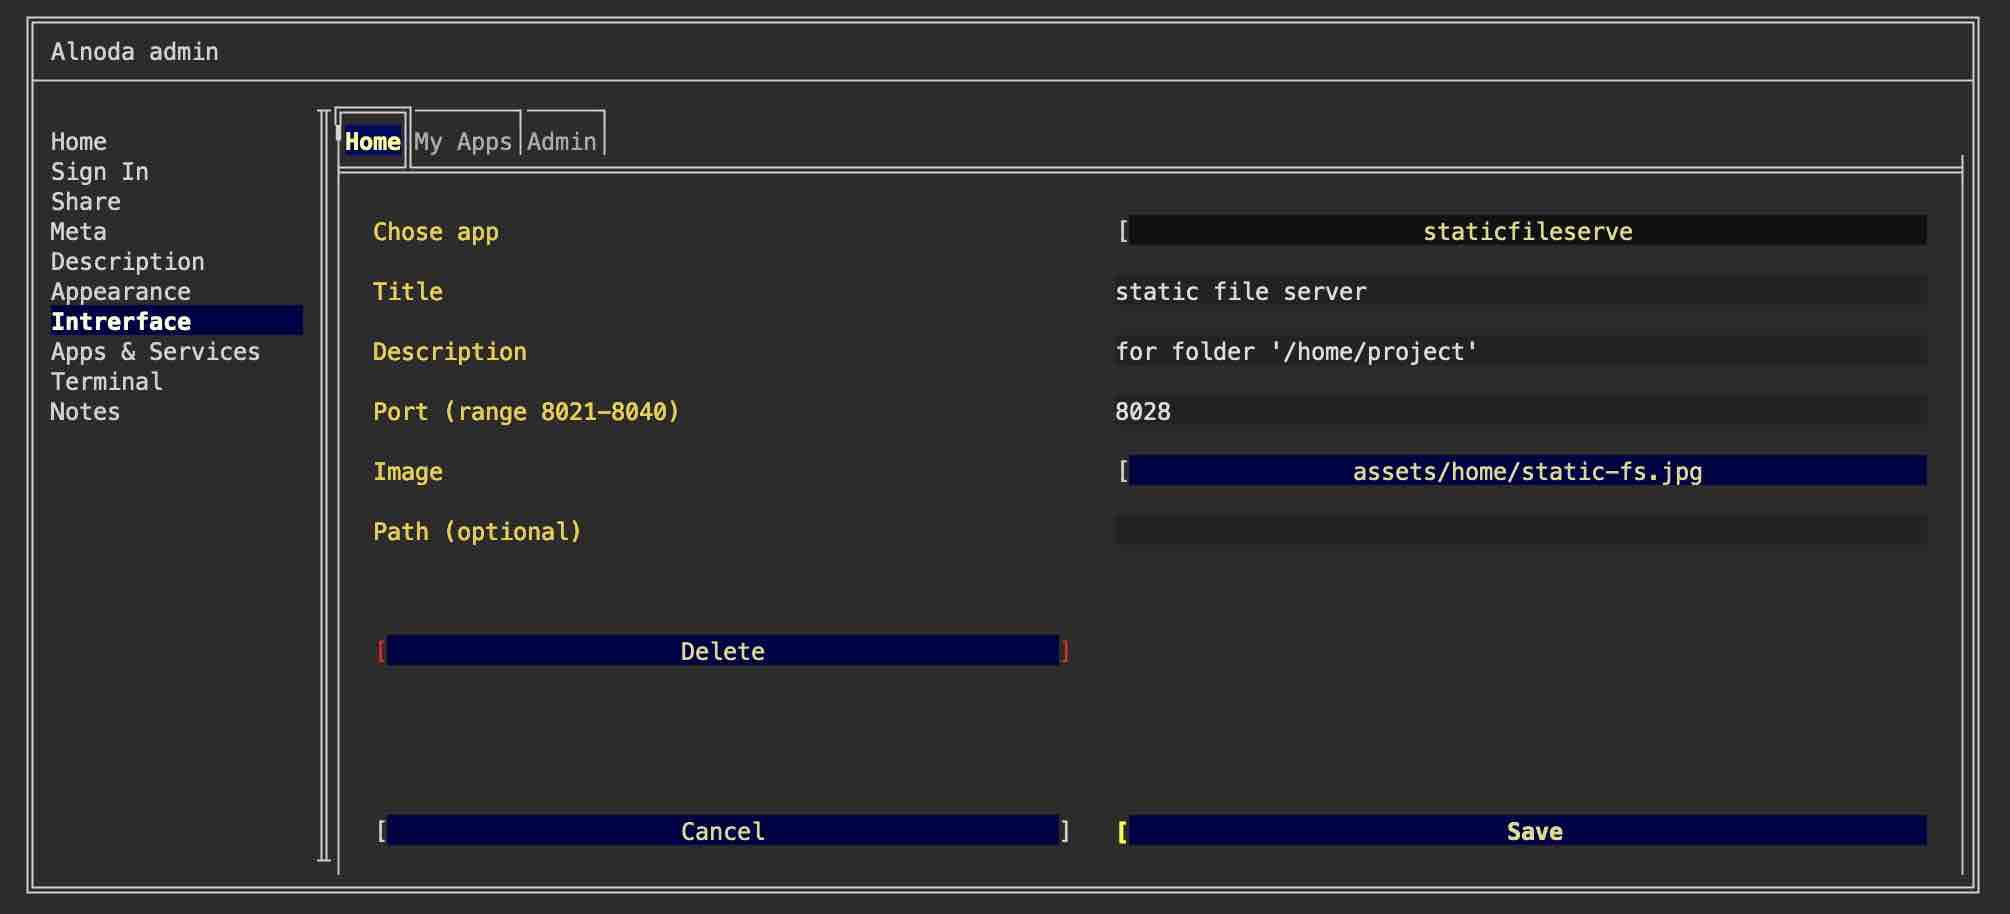 Alnoda admin
Home
Sign In
Share
Meta
Description
Appearance
Intrerface
Apps & Services
Terminal
Notes
Home My Apps Admin
Chose app [ staticfileserve
Title static file server
Description for folder '/home/project'
Port (range 8021-8040) 8028
Image [ assets/home/static-fs.jpg
Path (optional)
[ Delete ]
[ Cancel ] [ Save